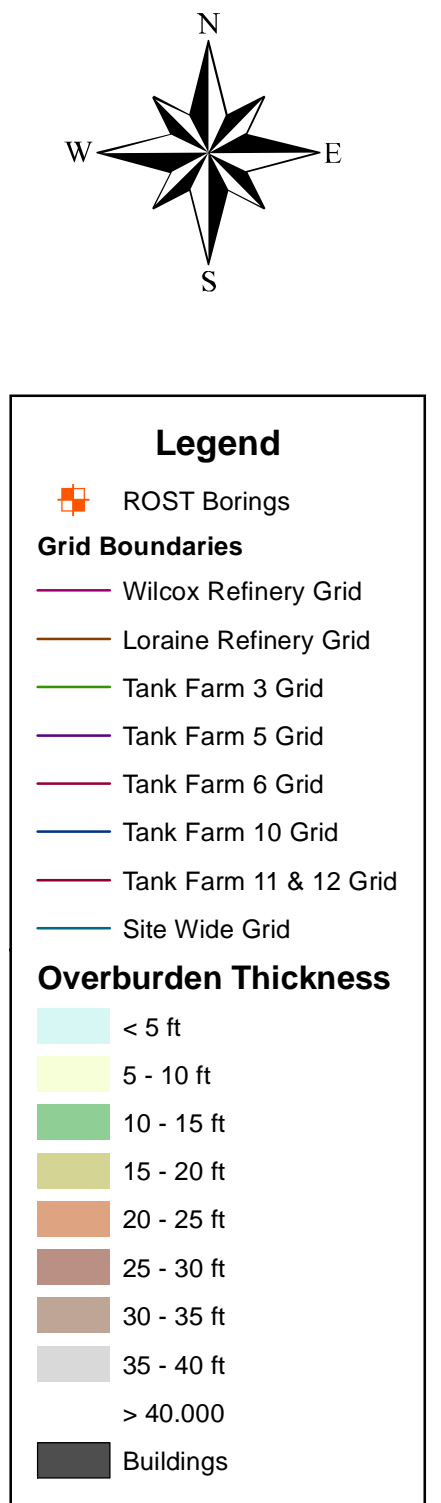 N
W E
S
Legend
ROST Borings
Grid Boundaries
Wilcox Refinery Grid
Loraine Refinery Grid
Tank Farm 3 Grid
Tank Farm 5 Grid
Tank Farm 6 Grid
Tank Farm 10 Grid
Tank Farm 11 & 12 Grid
Site Wide Grid
Overburden Thickness
< 5 ft
5 - 10 ft
10 - 15 ft
15 - 20 ft
20 - 25 ft
25 - 30 ft
30 - 35 ft
35 - 40 ft
> 40.000
Buildings